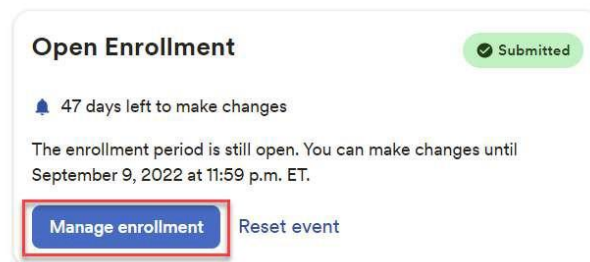 Open Enrollment
Submitted
47 days left to make changes
The enrollment period is still open. You can make changes until
September 9, 2022 at 11:59 p.m. ET.
Manage enrollment Reset event